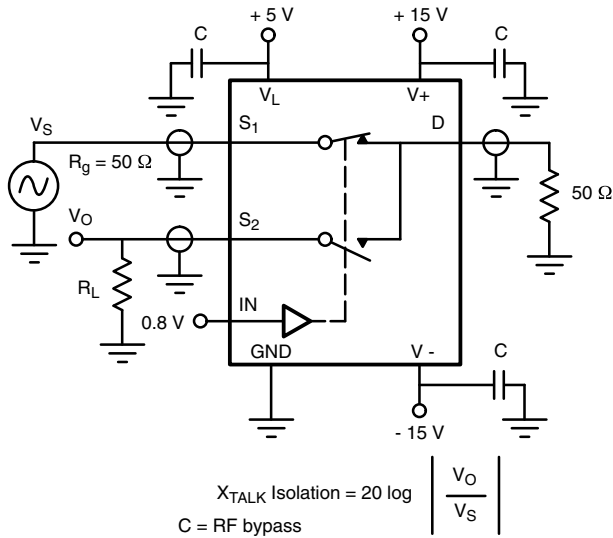 + 5 V
+ 15 V
C
C
V_L
V+
V_S
S_1
D
R_g = 50 Ω
50 Ω
V_O
S_2
R_L
IN
0.8 V
GND
V -
C
- 15 V
X_TALK Isolation = 20 log | V_O / V_S |
C = RF bypass